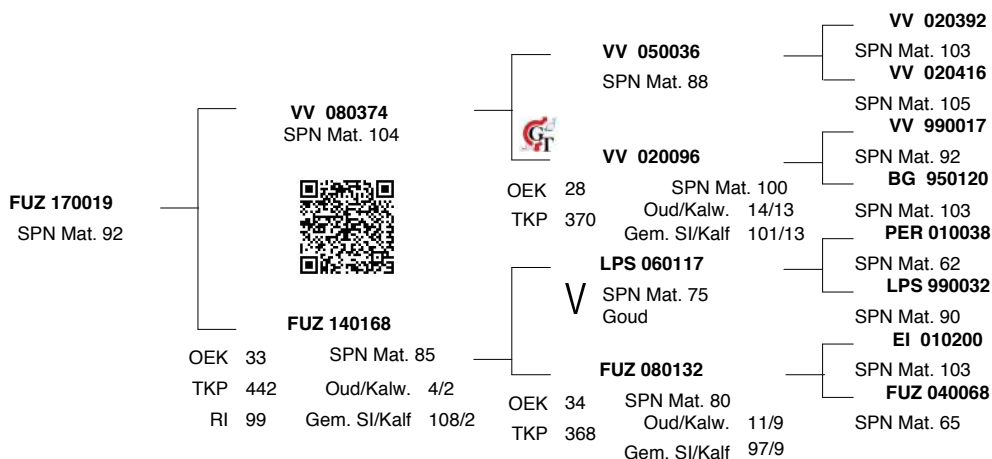 FUZ 170019
SPN Mat. 92
VV 080374
SPN Mat. 104
FUZ 140168
OEK 33 SPN Mat. 85
TKP 442 Oud/Kalw. 4/2
RI 99 Gem. SI/Kalf 108/2
VV 050036
SPN Mat. 88
GT
VV 020096
OEK 28 SPN Mat. 100
TKP 370 Oud/Kalw. 14/13
Gem. SI/Kalf 101/13
LPS 060117
V SPN Mat. 75
Goud
FUZ 080132
OEK 34 SPN Mat. 80
TKP 368 Oud/Kalw. 11/9
Gem. SI/Kalf 97/9
VV 020392
SPN Mat. 103
VV 020416
SPN Mat. 105
VV 990017
SPN Mat. 92
BG 950120
SPN Mat. 103
PER 010038
SPN Mat. 62
LPS 990032
SPN Mat. 90
EI 010200
SPN Mat. 103
FUZ 040068
SPN Mat. 65